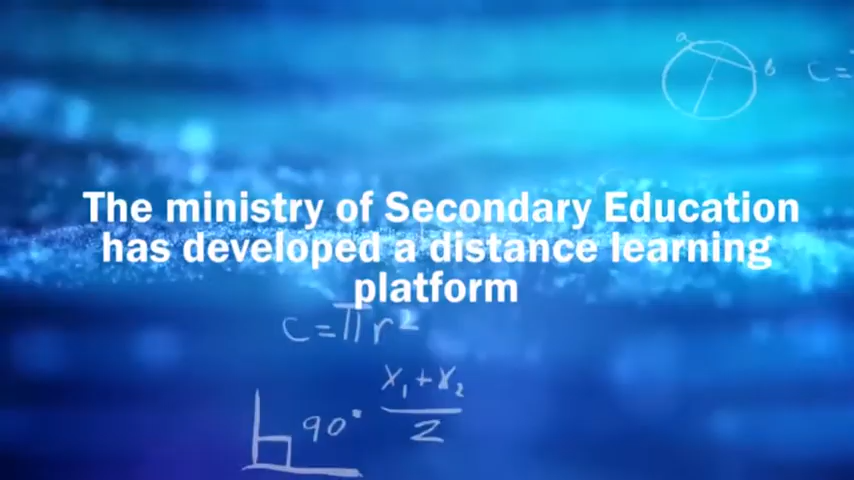 a
b
c=
The ministry of Secondary Education
has developed a distance learning
platform
c=πr²
x₁+x₂
90°
2